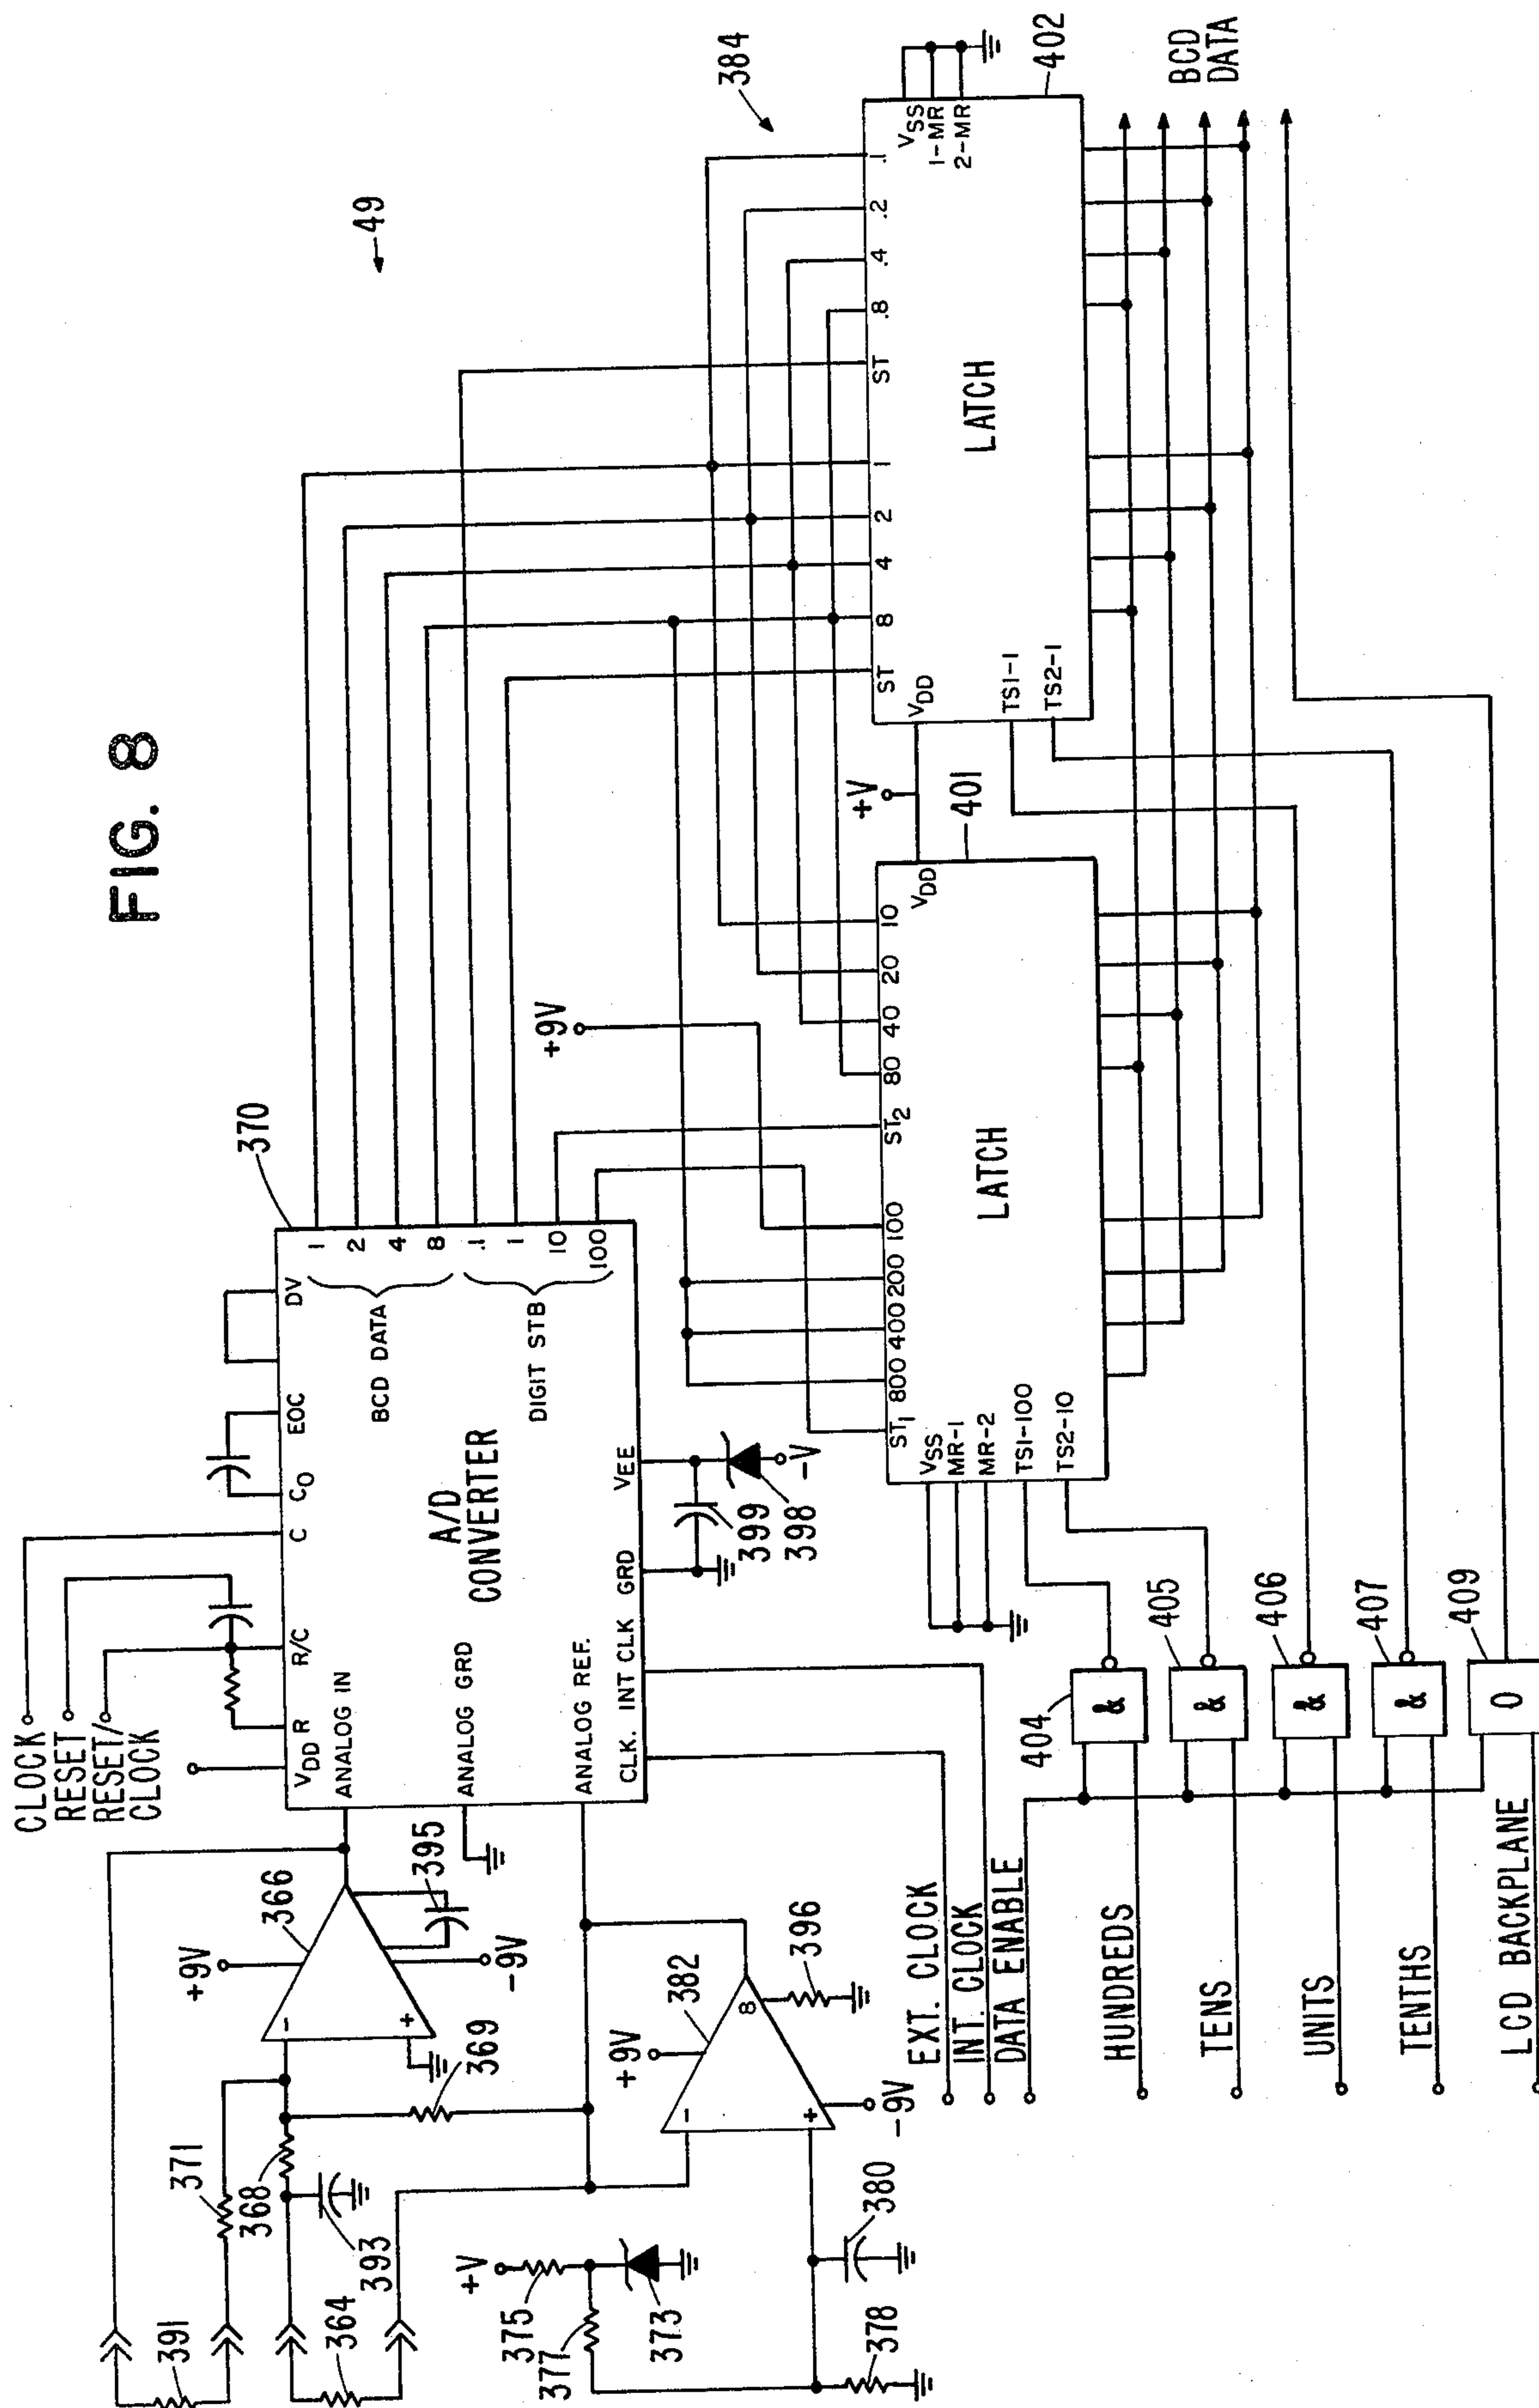 FIG. 8
49
384
CLOCK
RESET
RESET/
CLOCK
370
VDD R R/C C CO EOC DV
ANALOG IN
ANALOG GRD
ANALOG REF.
CLK. INT CLK GRD VEE
A/D
CONVERTER
BCD DATA
1
2
4
8
DIGIT STB
.1
1
10
100
391
371
368
393
364
366
+9V
-9V
395
369
+V
375
377
373
378
380
382
+9V
-9V
8
396
399
398
-V
+9V
+V
ST1 800 400 200 100 ST2 80 40 20 10
VSS
MR-1
MR-2
TS1-100
TS2-10
LATCH
VDD
401
ST 8 4 2 1 ST .8 .4 .2 .1
VDD
TS1-1
TS2-1
LATCH
VSS
1-MR
2-MR
402
BCD
DATA
EXT. CLOCK
INT. CLOCK
DATA ENABLE
HUNDREDS
TENS
UNITS
TENTHS
LCD BACKPLANE
404
&
405
&
406
&
407
&
409
0